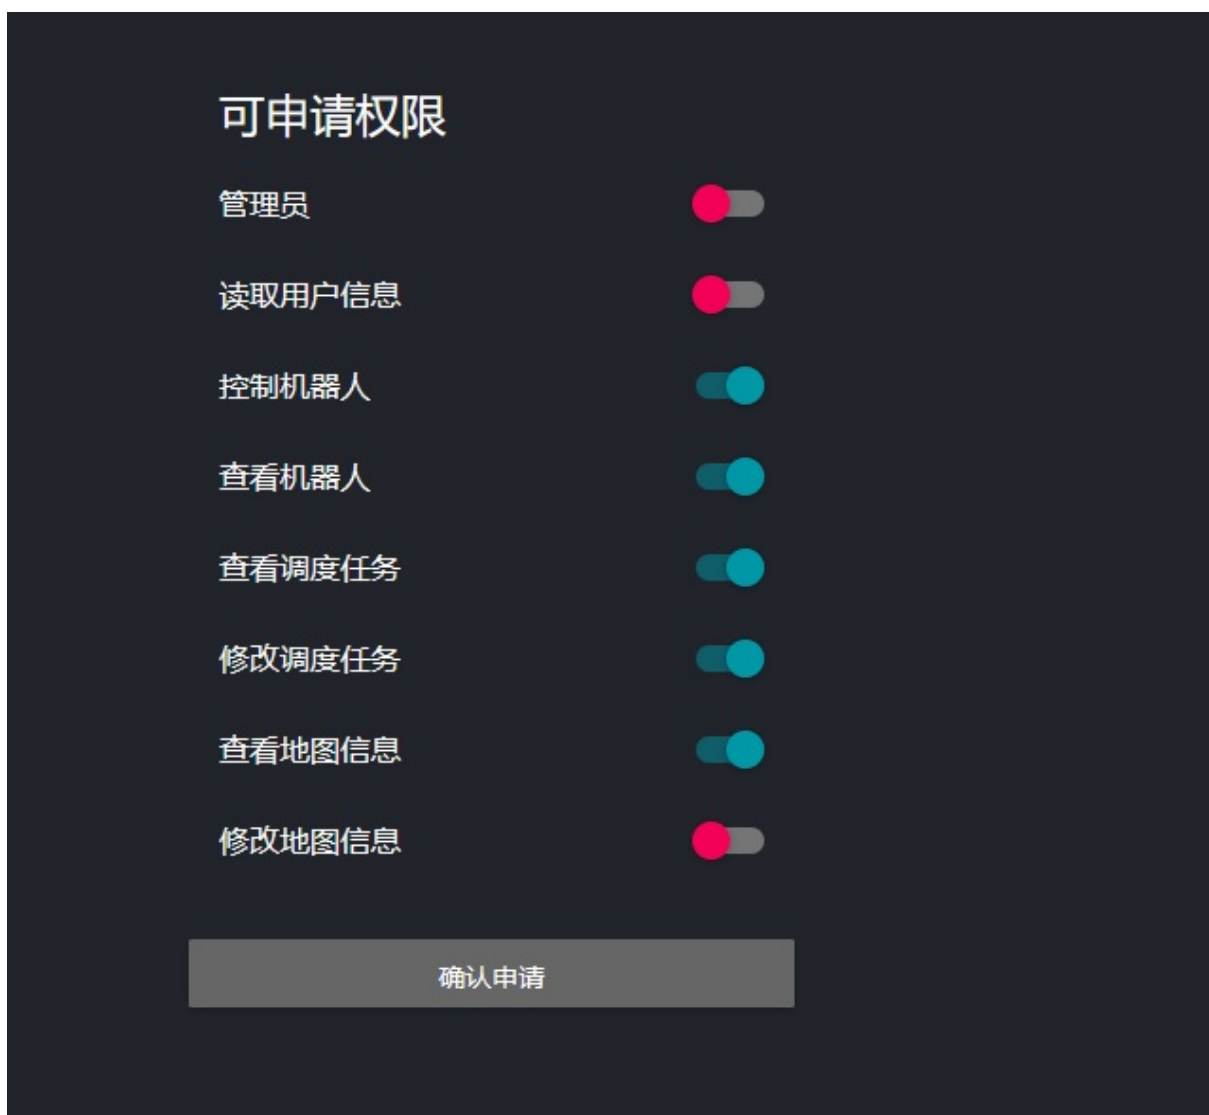 可申请权限
管理员
读取用户信息
控制机器人
查看机器人
查看调度任务
修改调度任务
查看地图信息
修改地图信息
确认申请